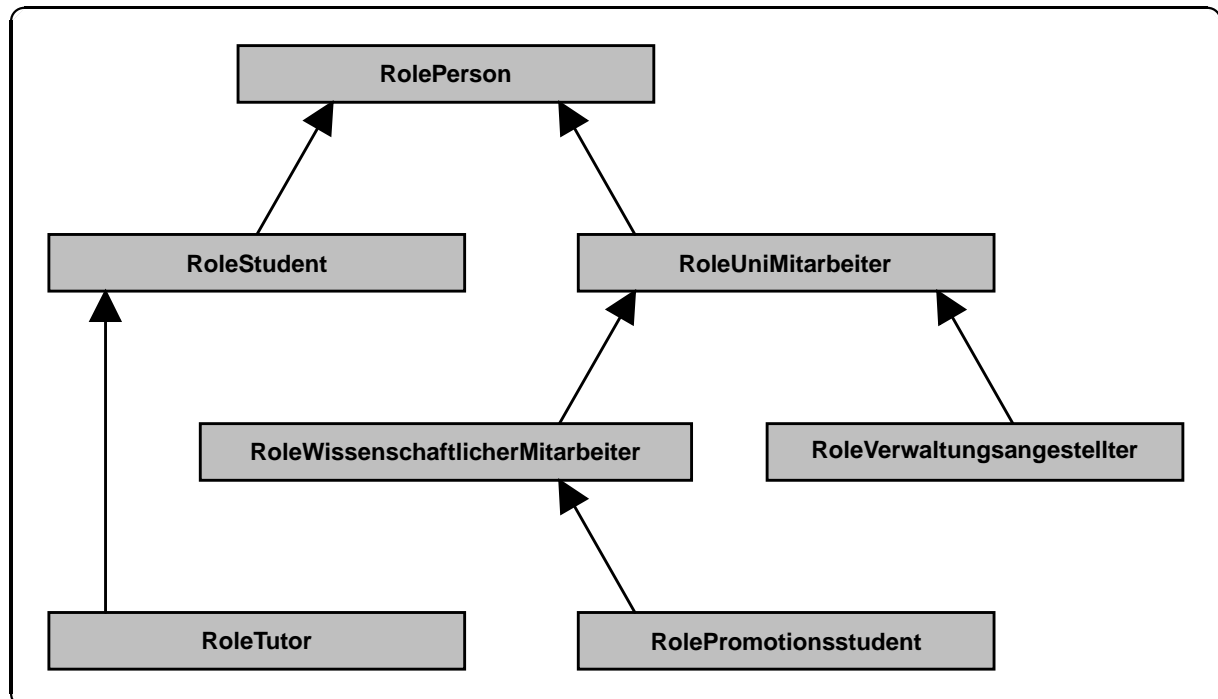 RolePerson
RoleStudent
RoleUniMitarbeiter
RoleWissenschaftlicherMitarbeiter
RoleVerwaltungsangestellter
RoleTutor
RolePromotionsstudent